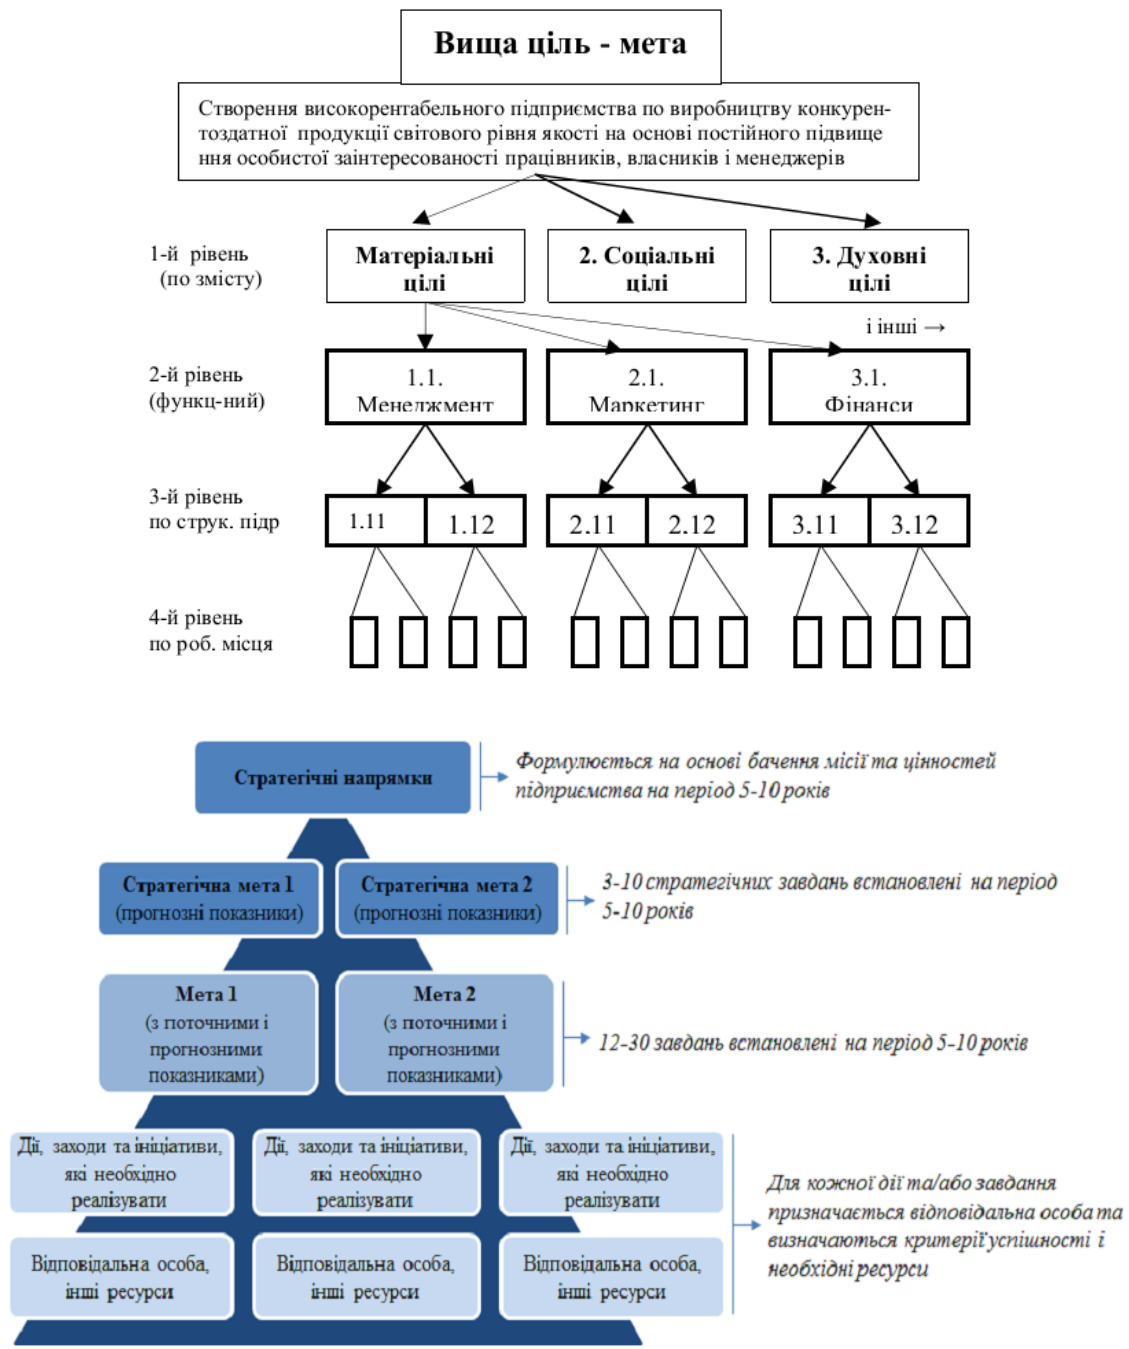 Вища ціль - мета
Створення високорентабельного підприємства по виробництву конкурен-
тоздатної продукції світового рівня якості на основі постійного підвище
ння особистої заінтересованості працівників, власників і менеджерів
1-й рівень
(по змісту)
Матеріальні
цілі
2. Соціальні
цілі
3. Духовні
цілі
і інші →
2-й рівень
(функц-ний)
1.1.
Менеджмент
2.1.
Маркетинг
3.1.
Фінанси
3-й рівень
по струк. підр
1.11
1.12
2.11
2.12
3.11
3.12
4-й рівень
по роб. місця
Стратегічні напрямки
Формулюється на основі бачення місії та цінностей
підприємства на період 5-10 років
Стратегічна мета 1
(прогнозні показники)
Стратегічна мета 2
(прогнозні показники)
3-10 стратегічних завдань встановлені на період
5-10 років
Мета 1
(з поточними і
прогнозними
показниками)
Мета 2
(з поточними і
прогнозними
показниками)
12-30 завдань встановлені на період 5-10 років
Дії, заходи та ініціативи,
які необхідно
реалізувати
Дії, заходи та ініціативи,
які необхідно
реалізувати
Дії, заходи та ініціативи,
які необхідно
реалізувати
Для кожної дії та/або завдання
призначається відповідальна особа та
визначаються критерії успішності і
необхідні ресурси
Відповідальна особа,
інші ресурси
Відповідальна особа,
інші ресурси
Відповідальна особа,
інші ресурси